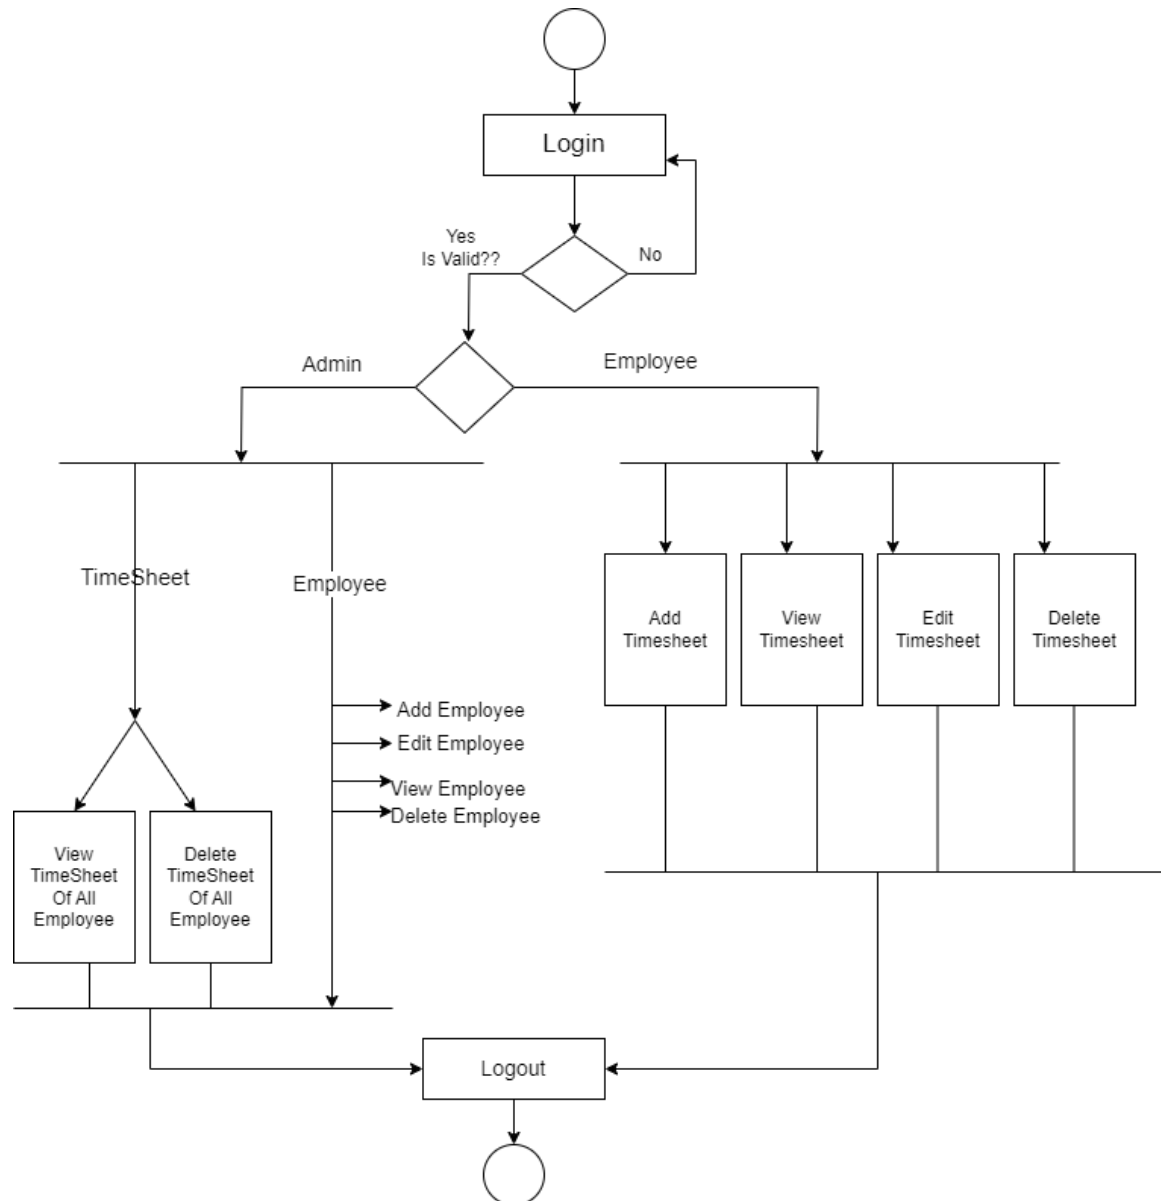 Login
Yes
Is Valid??
No
Admin
Employee
TimeSheet
Employee
Add
Timesheet
View
Timesheet
Edit
Timesheet
Delete
Timesheet
Add Employee
Edit Employee
View Employee
Delete Employee
View
TimeSheet
Of All
Employee
Delete
TimeSheet
Of All
Employee
Logout